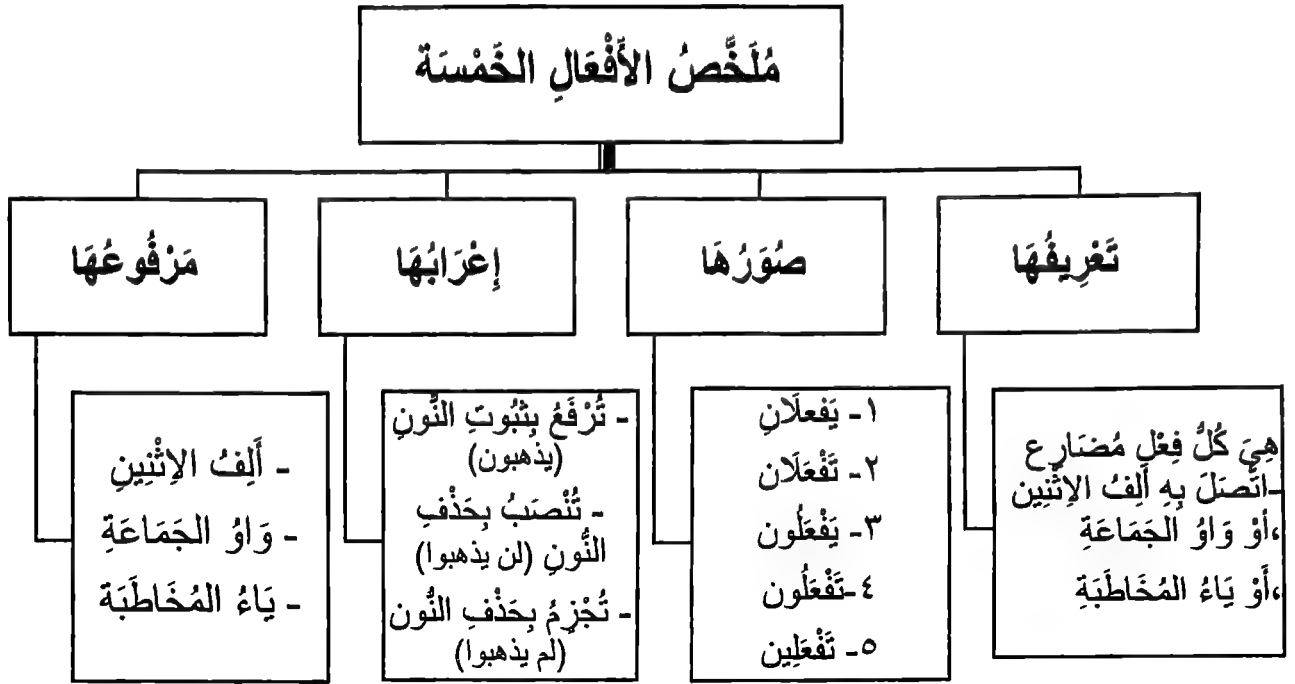 مُلَخَّصُ الأَفْعَالِ الخَمْسَة
تَعْرِيفُهَا
هِيَ كُلُّ فِعْلِ مُضَارِع
-اتَّصَلَ بِهِ أَلِفُ الاِثْنِينِ
،أَوْ وَاوُ الجَمَاعَةِ
،أَوْ يَاءُ المُخَاطَبَةِ
صُوَرُهَا
١- يَفْعلَانِ
٢- تَفْعَلَان
٣- يَفْعَلُون
٤-تَفْعَلُون
٥- تَفْعَلِين
إِعْرَابُهَا
- تُرْفَعُ بِثبُوتِ النُّونِ
(يذهبون)
- تُنْصَبُ بِحَذْفِ
النُّونِ (لن يذهبوا)
- تُجْزِمُ بِحَذْفِ النُّون
(لم يذهبوا)
مَرْفُوعُهَا
- أَلِفُ الاِثْنِينِ
- وَاوُ الجَمَاعَةِ
- يَاءُ المُخَاطَبَة